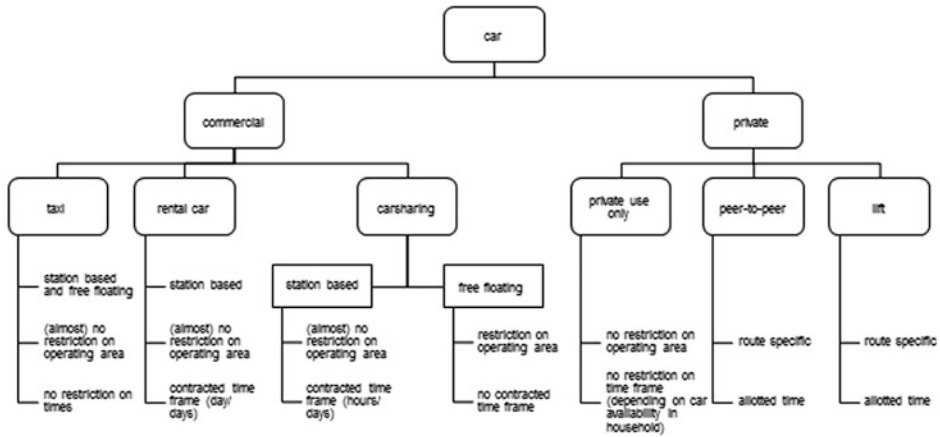 car
commercial
private
taxi
rental car
carsharing
private use
only
peer-to-peer
lift
station based
and free floating
(almost) no
restriction on
operating area
no restriction on
times
station based
(almost) no
restriction on
operating area
contracted time
frame (day/
days)
station based
(almost) no
restriction on
operating area
contracted time
frame (hours/
days)
free floating
restriction on
operating area
no contracted
time frame
no restriction on
operating area
no restriction on
time frame
(depending on car
availability in
household)
route specific
allotted time
route specific
allotted time